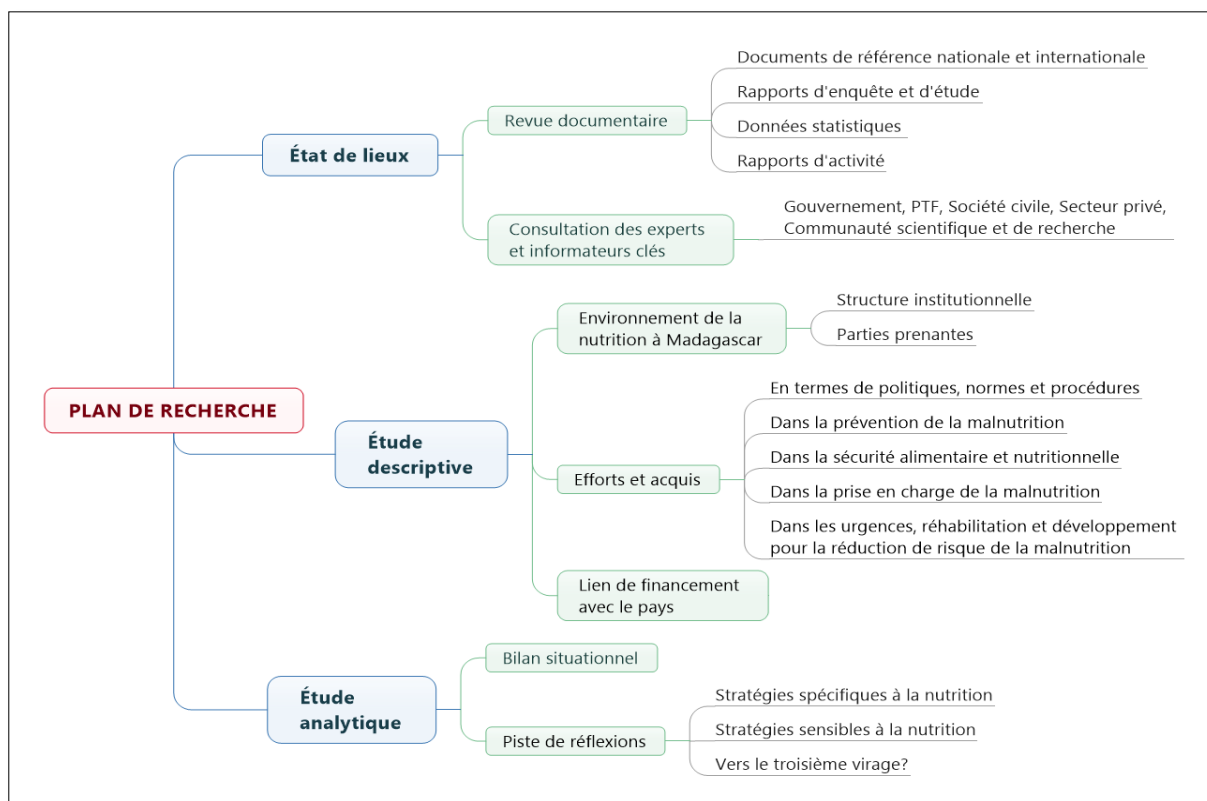 PLAN DE RECHERCHE
État de lieux
Revue documentaire
Documents de référence nationale et internationale
Rapports d'enquête et d'étude
Données statistiques
Rapports d'activité
Consultation des experts
et informateurs clés
Gouvernement, PTF, Société civile, Secteur privé,
Communauté scientifique et de recherche
Étude
descriptive
Environnement de la
nutrition à Madagascar
Structure institutionnelle
Parties prenantes
Efforts et acquis
En termes de politiques, normes et procédures
Dans la prévention de la malnutrition
Dans la sécurité alimentaire et nutritionnelle
Dans la prise en charge de la malnutrition
Dans les urgences, réhabilitation et développement
pour la réduction de risque de la malnutrition
Lien de financement
avec le pays
Étude
analytique
Bilan situationnel
Piste de réflexions
Stratégies spécifiques à la nutrition
Stratégies sensibles à la nutrition
Vers le troisième virage?